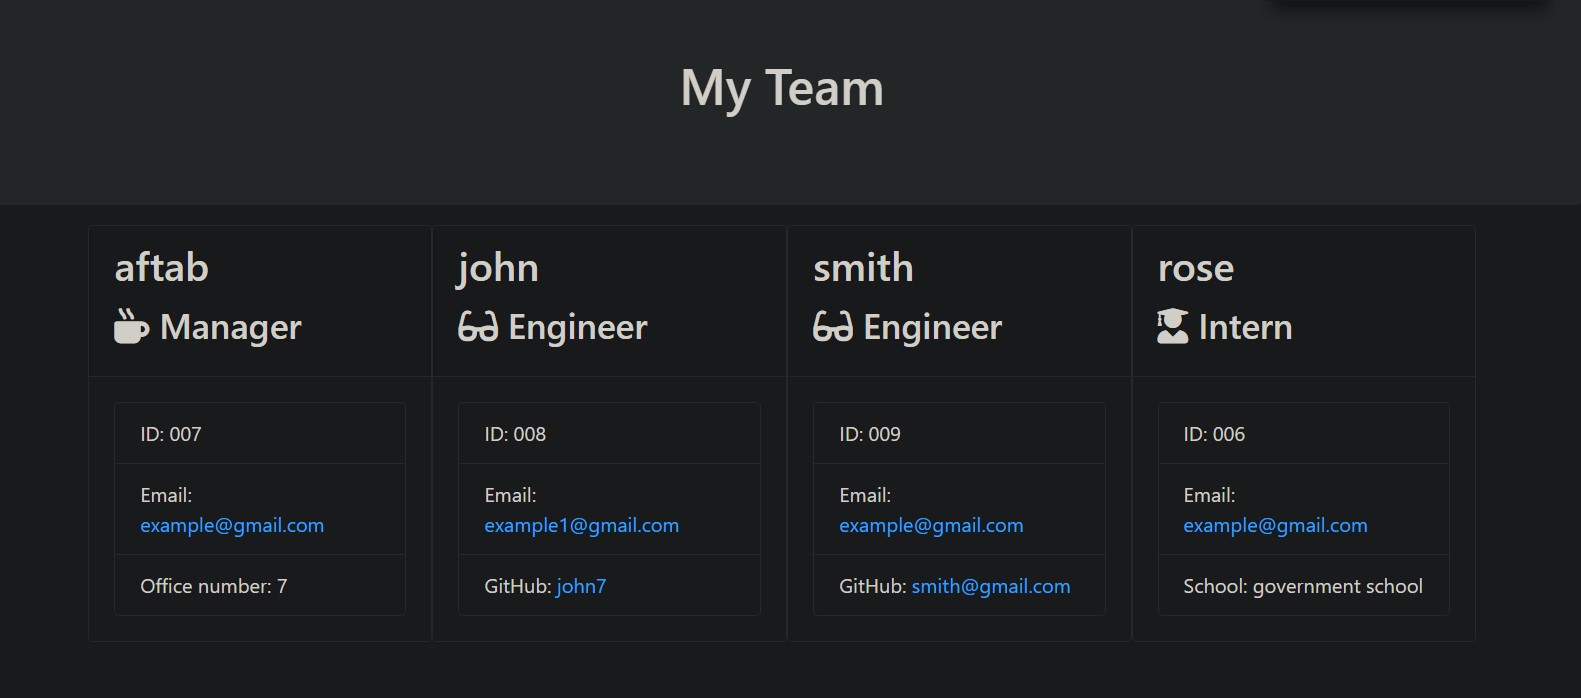 My Team
aftab
Manager
ID: 007
Email:
example@gmail.com
Office number: 7
john
Engineer
ID: 008
Email:
example1@gmail.com
GitHub: john7
smith
Engineer
ID: 009
Email:
example@gmail.com
GitHub: smith@gmail.com
rose
Intern
ID: 006
Email:
example@gmail.com
School: government school